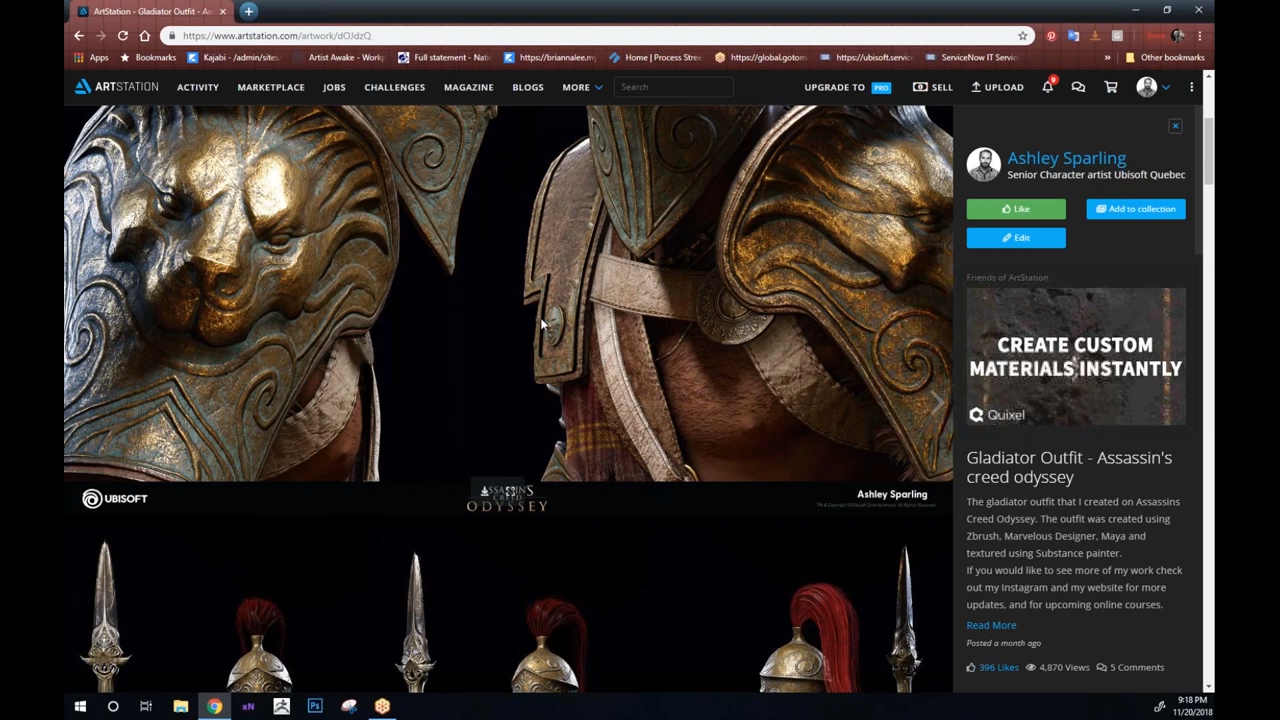 ArtStation - Gladiator Outfit - As
https://www.artstation.com/artwork/dOJdzQ
Apps
Bookmarks
Kajabi - /admin/sites
Artist Awake - Work
Full statement - Nati
https://briannalee.my
Home | Process Stre
https://global.gotom
https://ubisoft.servic
ServiceNow IT Servic
»
Other bookmarks
ARTSTATION
ACTIVITY
MARKETPLACE
JOBS
CHALLENGES
MAGAZINE
BLOGS
MORE
Search
UPGRADE TO PRO
SELL
UPLOAD
9
Ashley Sparling
Senior Character artist Ubisoft Quebec
Like
Add to collection
Edit
Friends of ArtStation
CREATE CUSTOM
MATERIALS INSTANTLY
Quixel
UBISOFT
ASSASSIN'S
CREED
ODYSSEY
Ashley Sparling
Gladiator Outfit - Assassin's
creed odyssey
The gladiator outfit that I created on Assassins
Creed Odyssey. The outfit was created using
Zbrush, Marvelous Designer, Maya and
textured using Substance painter.
If you would like to see more of my work check
out my Instagram and my website for more
updates, and for upcoming online courses.
Read More
Posted a month ago
396 Likes
4,870 Views
5 Comments
xN
Ps
9:18 PM
11/20/2018